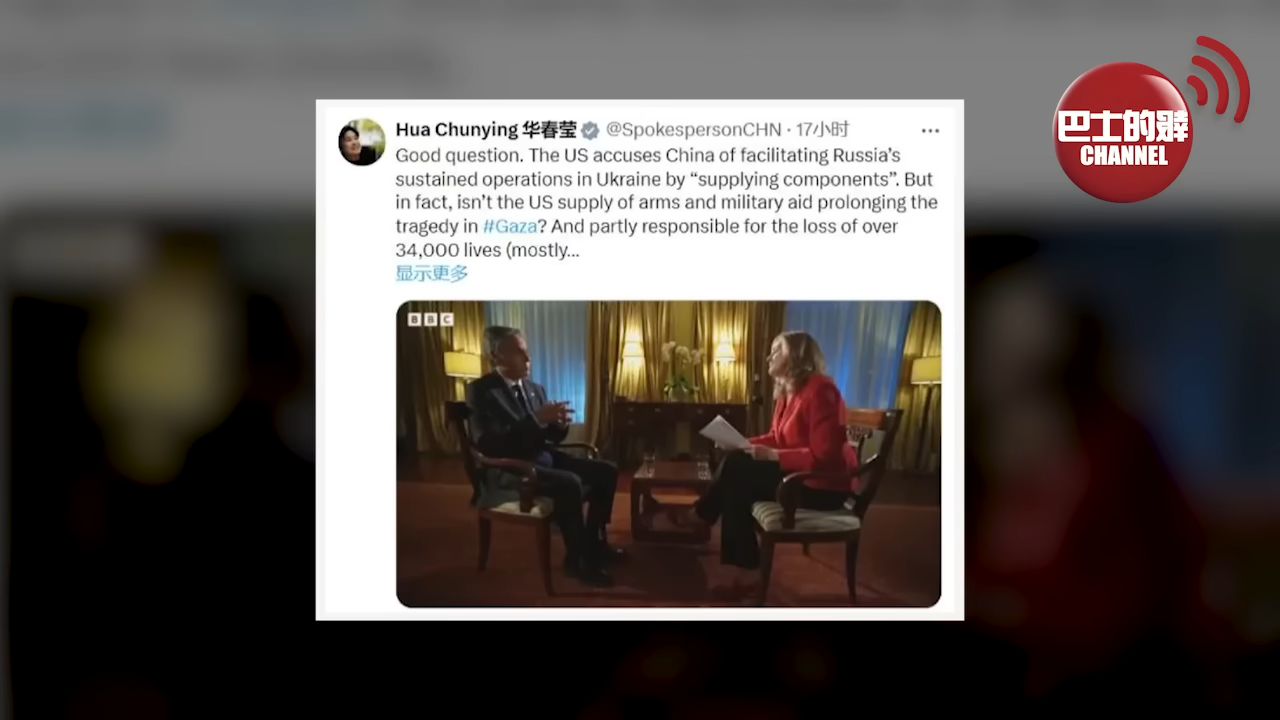 巴士的報
CHANNEL
Hua Chunying 华春莹 @SpokespersonCHN · 17小时
Good question. The US accuses China of facilitating Russia’s
sustained operations in Ukraine by “supplying components”. But
in fact, isn’t the US supply of arms and military aid prolonging the
tragedy in #Gaza? And partly responsible for the loss of over
34,000 lives (mostly...
显示更多
BBC